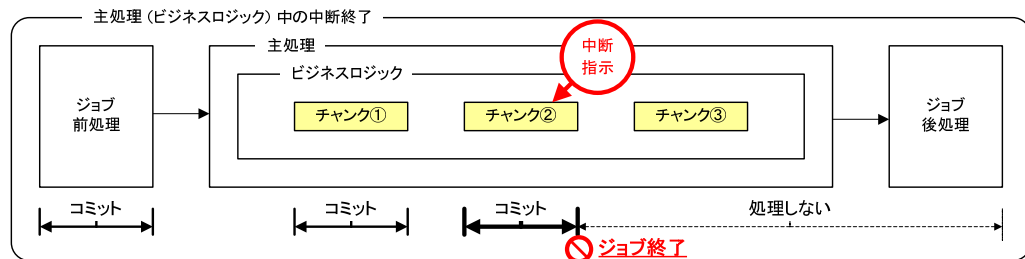 主処理(ビジネスロジック)中の中断終了
主処理
中断
指示
ビジネスロジック
ジョブ
前処理
チャンク①
チャンク②
チャンク③
ジョブ
後処理
コミット
コミット
コミット
処理しない
ジョブ終了